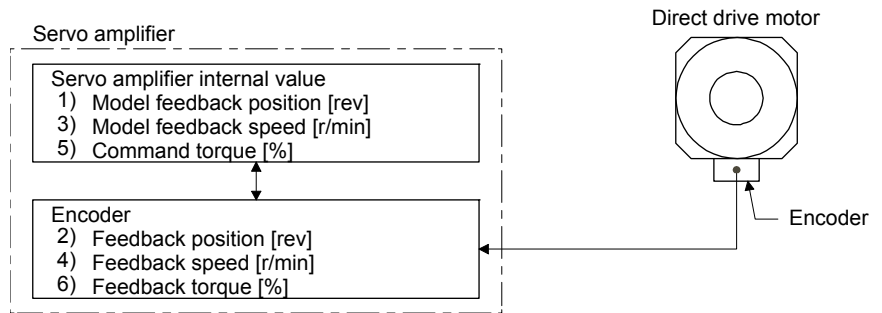 Direct drive motor
Servo amplifier
Servo amplifier internal value
1) Model feedback position [rev]
3) Model feedback speed [r/min]
5) Command torque [%]
Encoder
2) Feedback position [rev]
4) Feedback speed [r/min]
6) Feedback torque [%]
Encoder